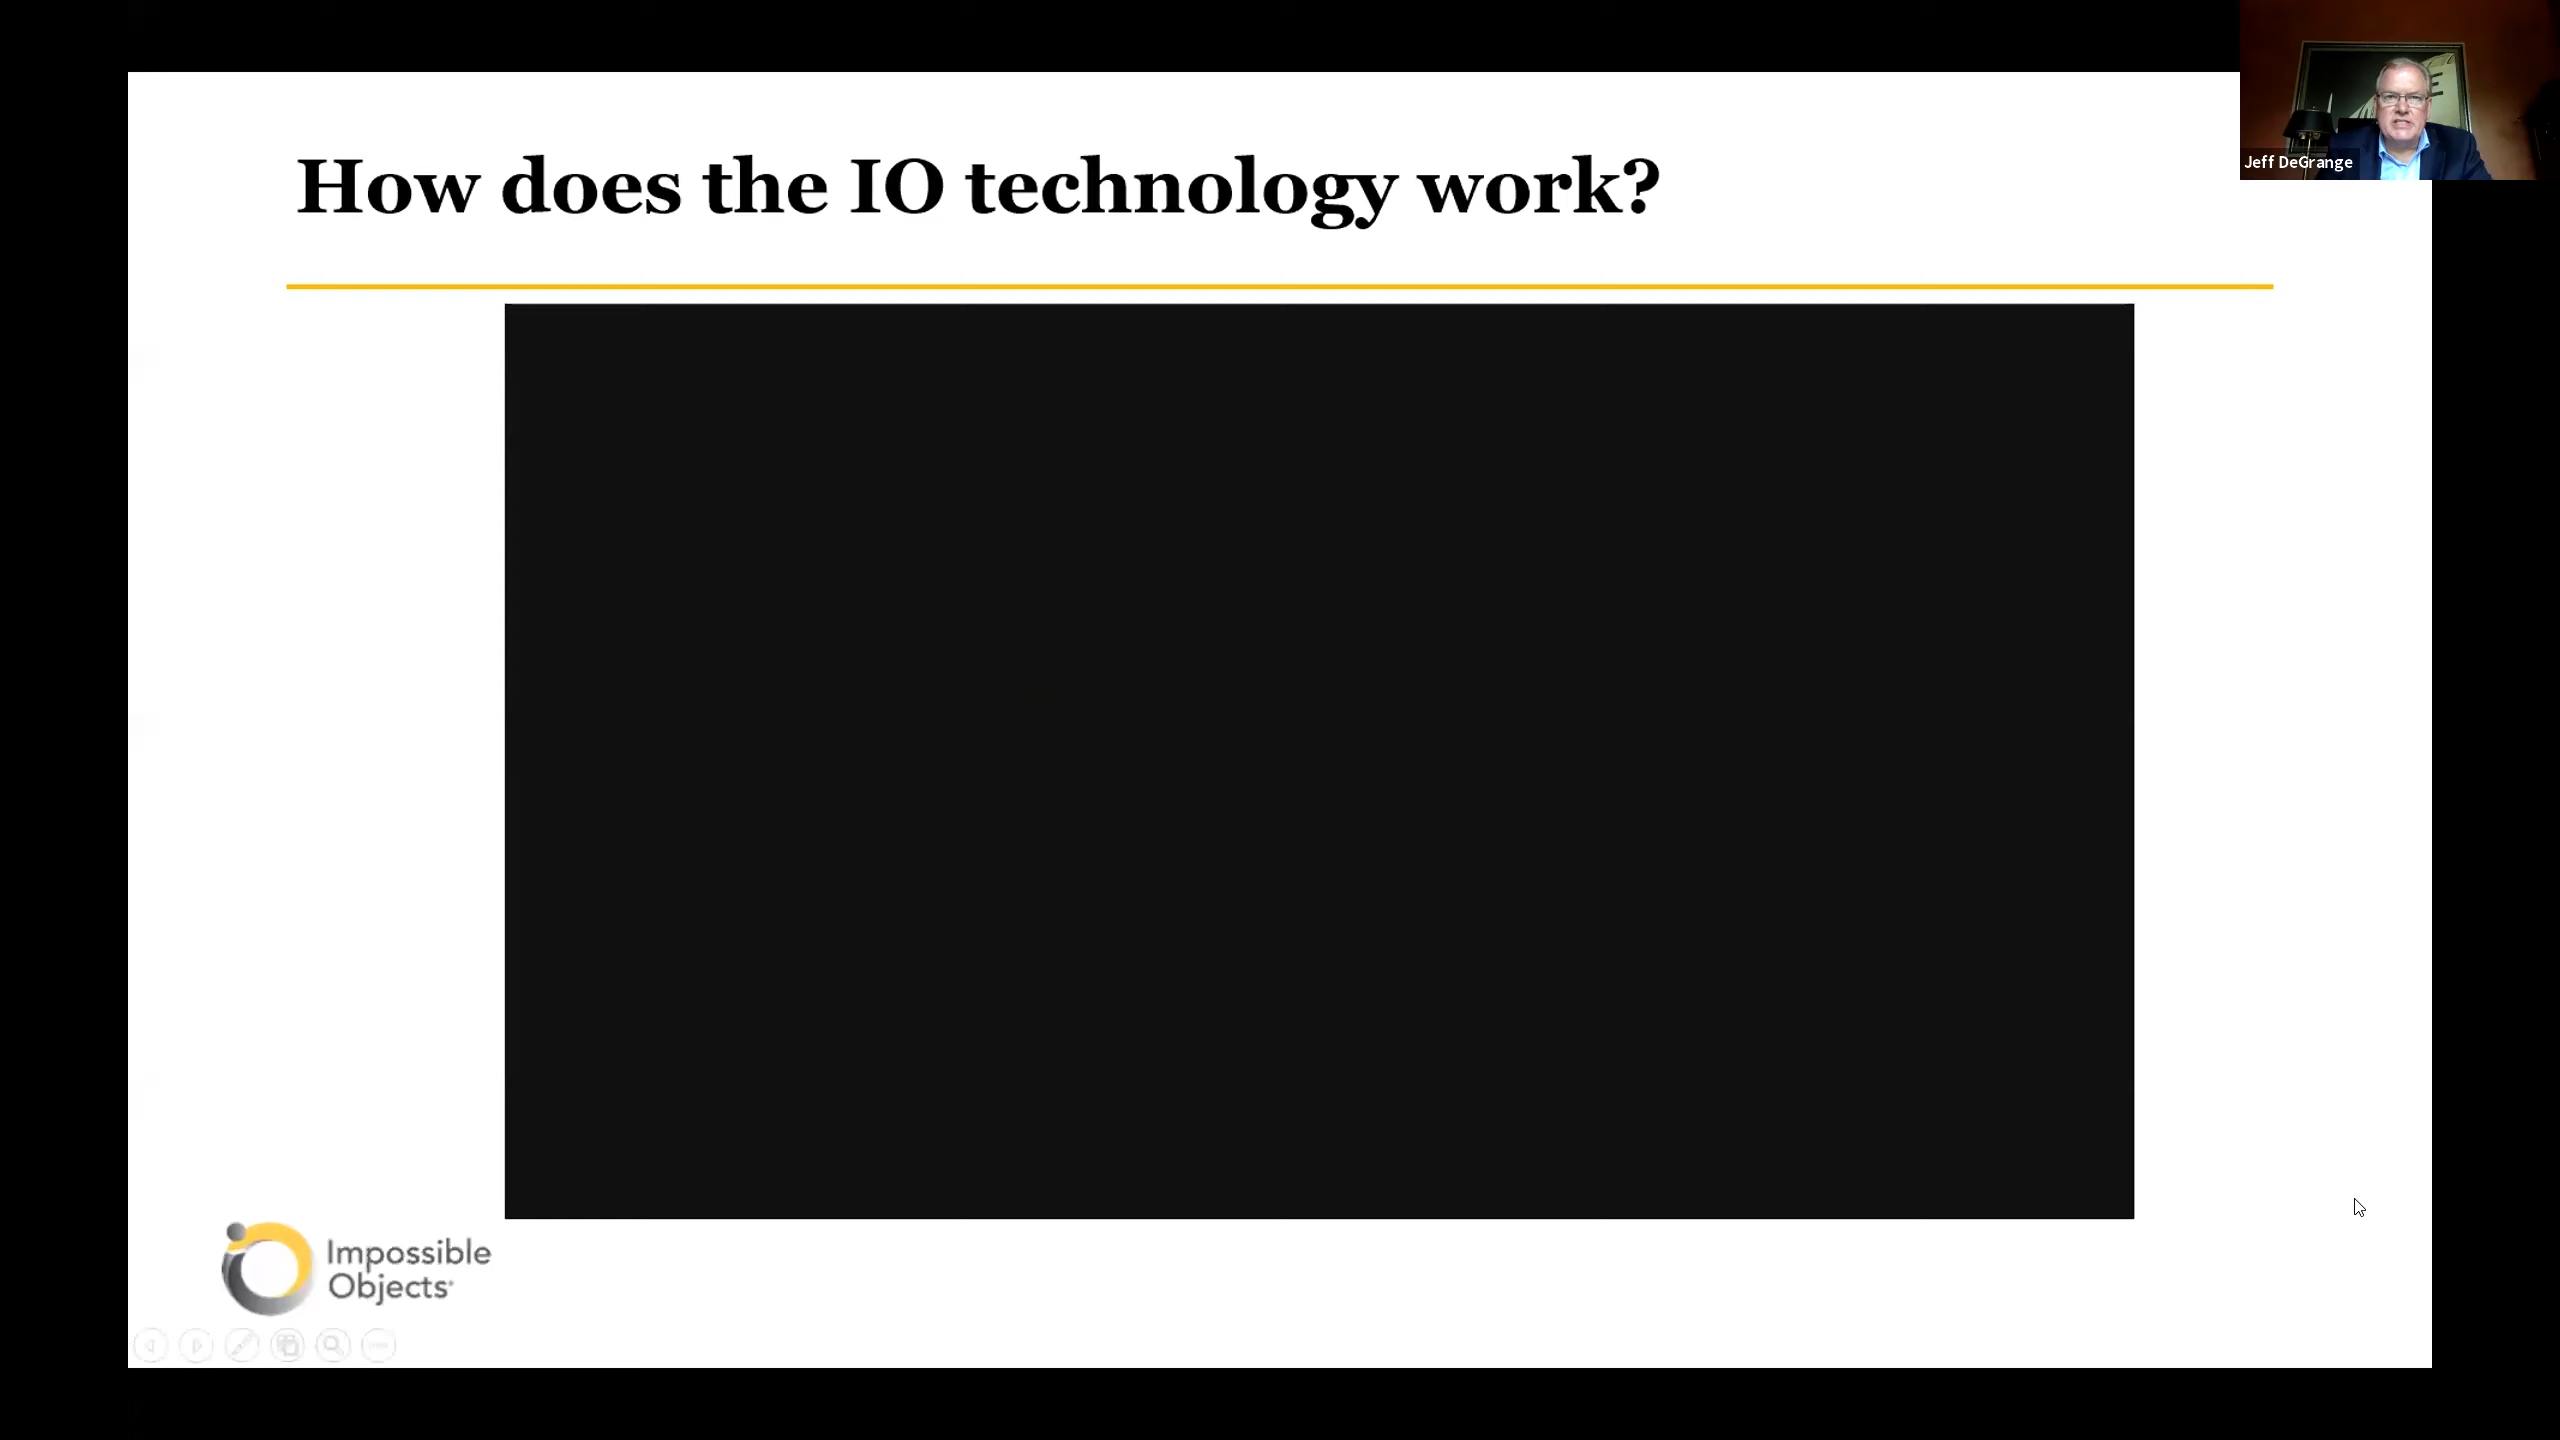 How does the IO technology work?
Jeff DeGrange
Impossible
Objects